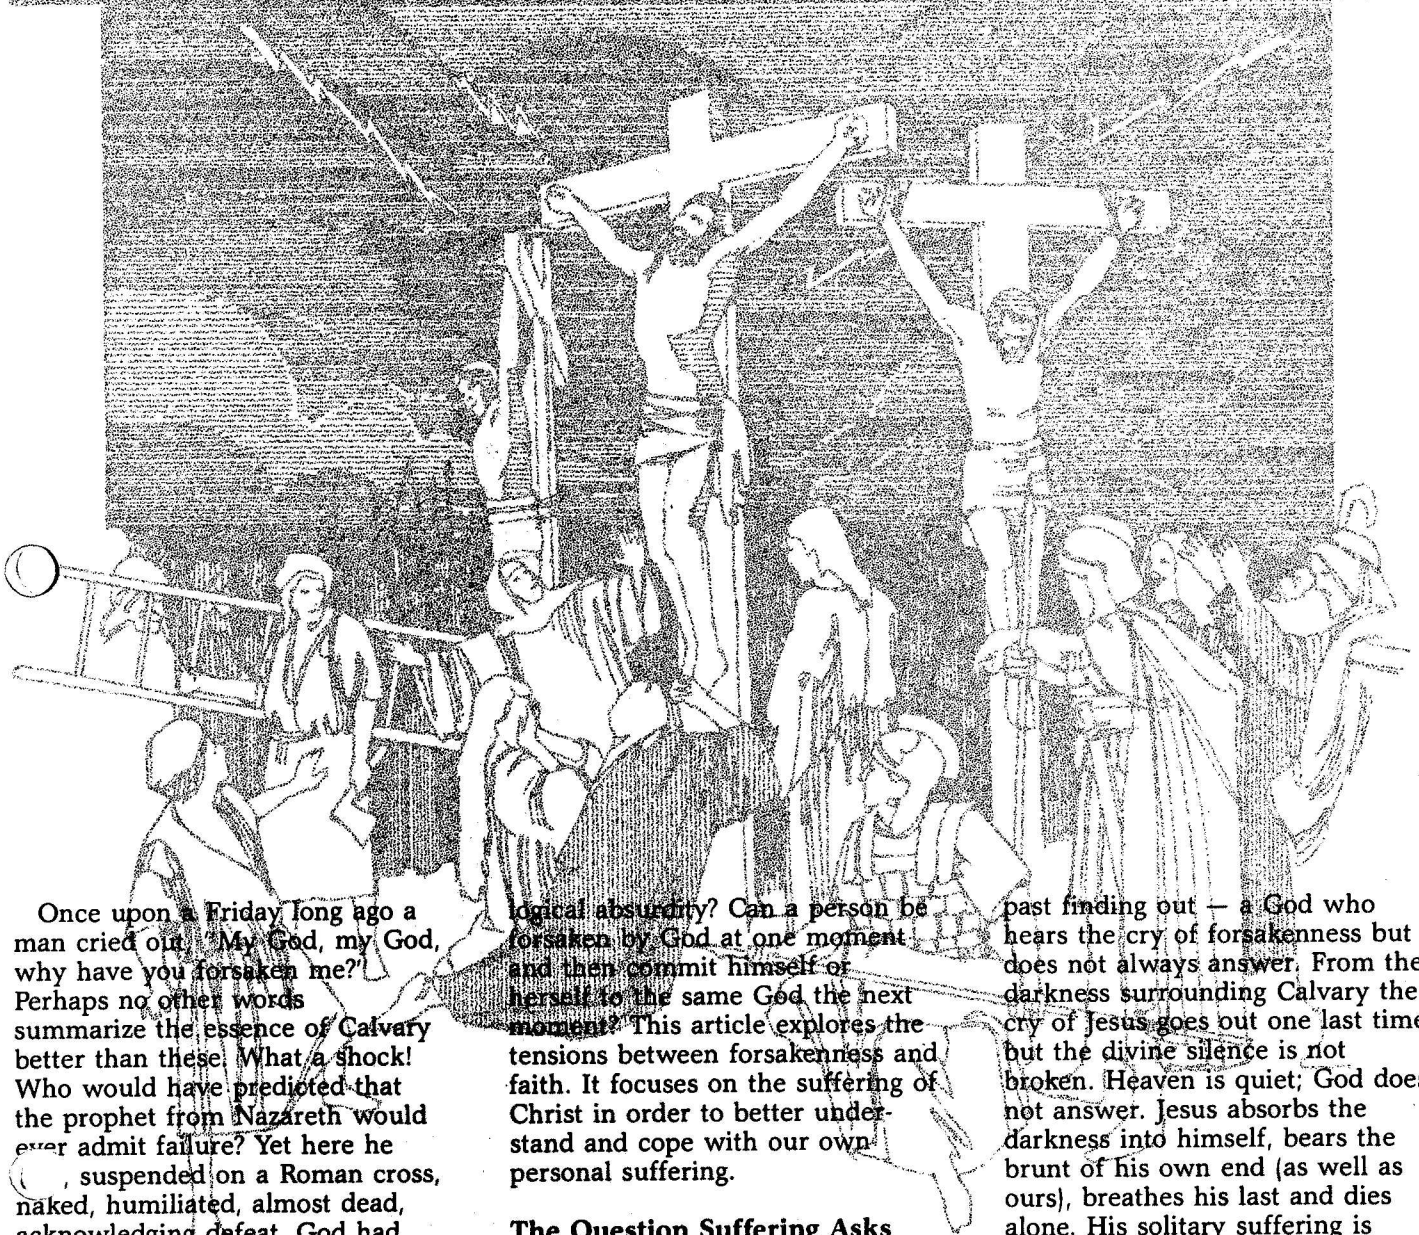 Once upon a Friday long ago a
man cried out, "My God, my God,
why have you forsaken me?"
Perhaps no other words
summarize the essence of Calvary
better than these. What a shock!
Who would have predicted that
the prophet from Nazareth would
ever admit failure? Yet here he
, suspended on a Roman cross,
naked, humiliated, almost dead,
acknowledging defeat. God had
logical absurdity? Can a person be
forsaken by God at one moment
and then commit himself or
herself to the same God the next
moment? This article explores the
tensions between forsakenness and
faith. It focuses on the suffering of
Christ in order to better under-
stand and cope with our own
personal suffering.
The Question Suffering Asks
past finding out — a God who
hears the cry of forsakenness but
does not always answer. From the
darkness surrounding Calvary the
cry of Jesus goes out one last time
but the divine silence is not
broken. Heaven is quiet; God does
not answer. Jesus absorbs the
darkness into himself, bears the
brunt of his own end (as well as
ours), breathes his last and dies
alone. His solitary suffering is